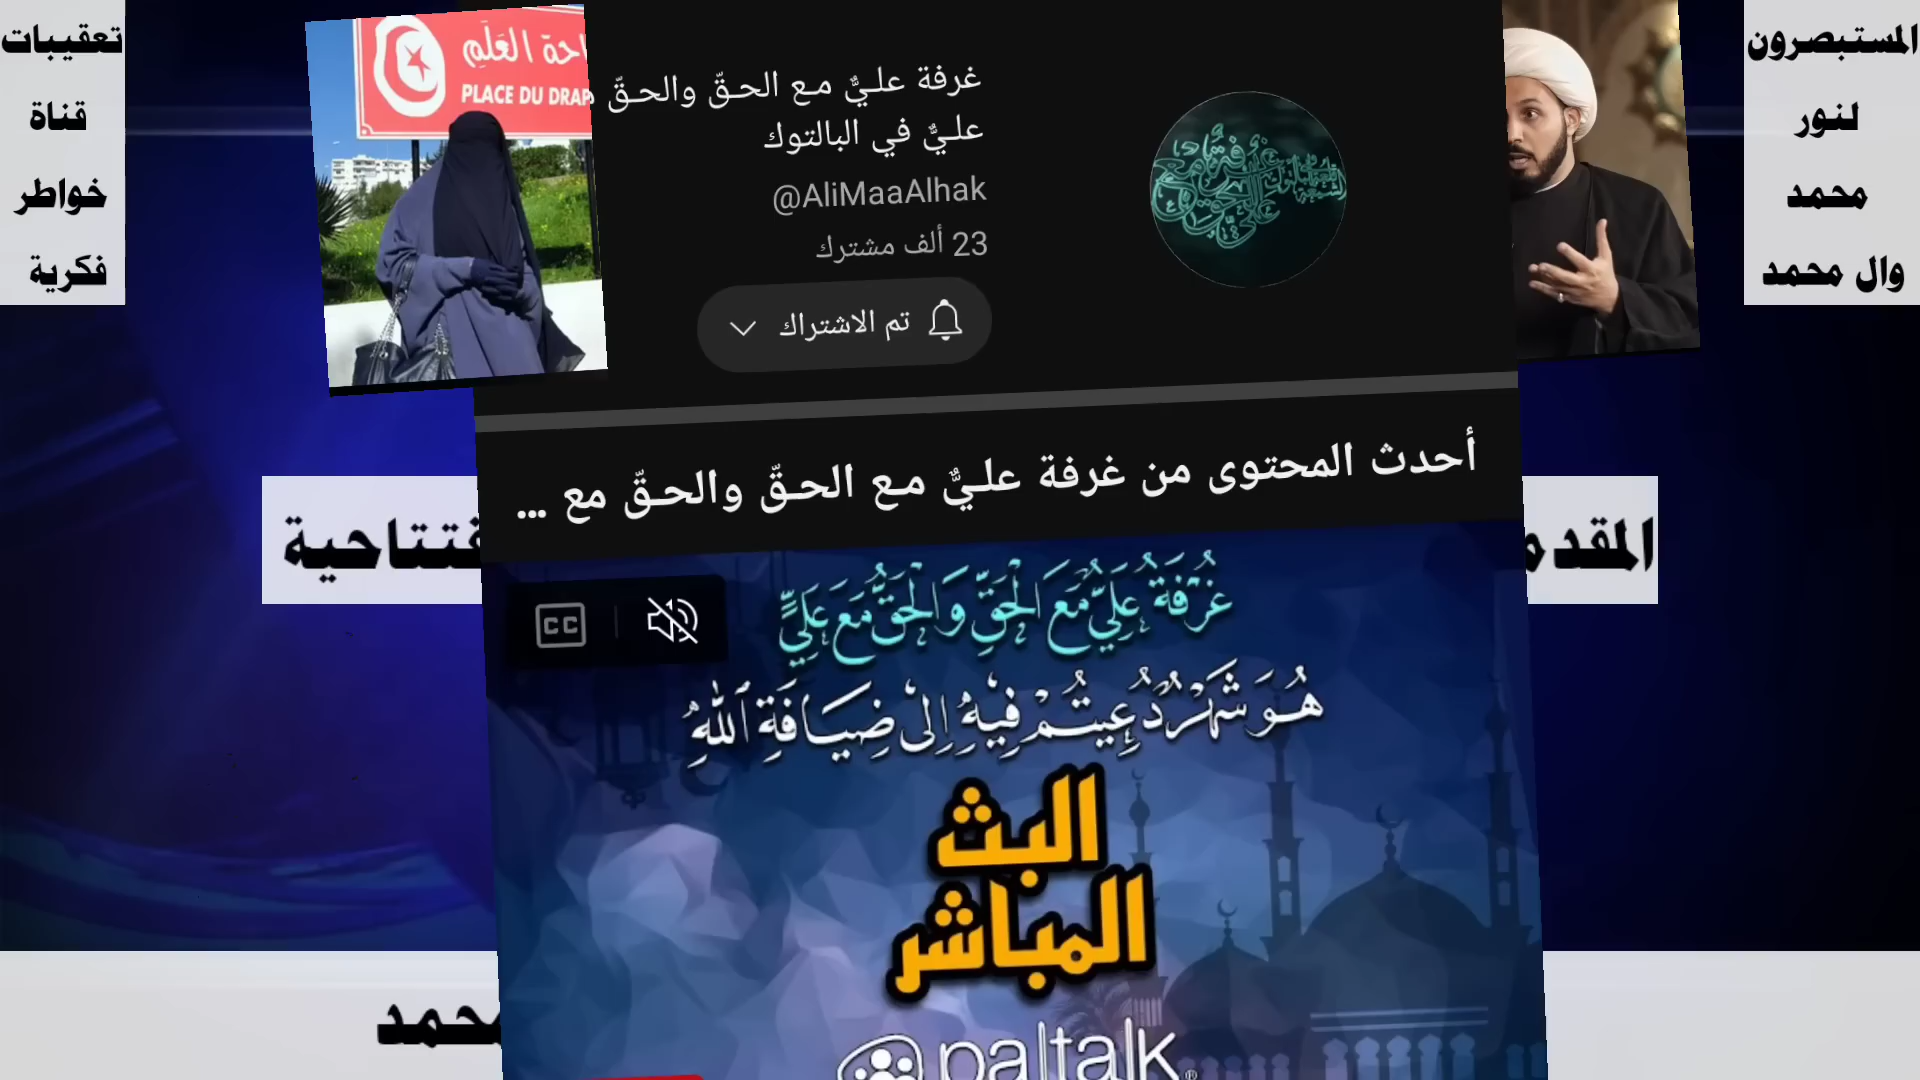 المستبصرون
لنور
محمد
وال محمد
تعقيبات
قناة
خواطر
فكرية
PLACE DU DRAP
غرفة عليٌّ مع الحقّ والحقّ
عليٌّ في البالتوك
@AliMaaAlhak
23 ألف مشترك
تم الاشتراك
أحدث المحتوى من غرفة عليٌّ مع الحقّ والحقّ مع ...
CC
غُرْفَةُ عَلِيٌّ مَعَ الْحَقِّ وَالْحَقُّ مَعَ عَلِيٍّ
هُوَ شَهْرٌ دُعِيتُمْ فِيهِ إِلَى ضِيَافَةِ اللهِ
البث
المباشر
paltalk
محمد